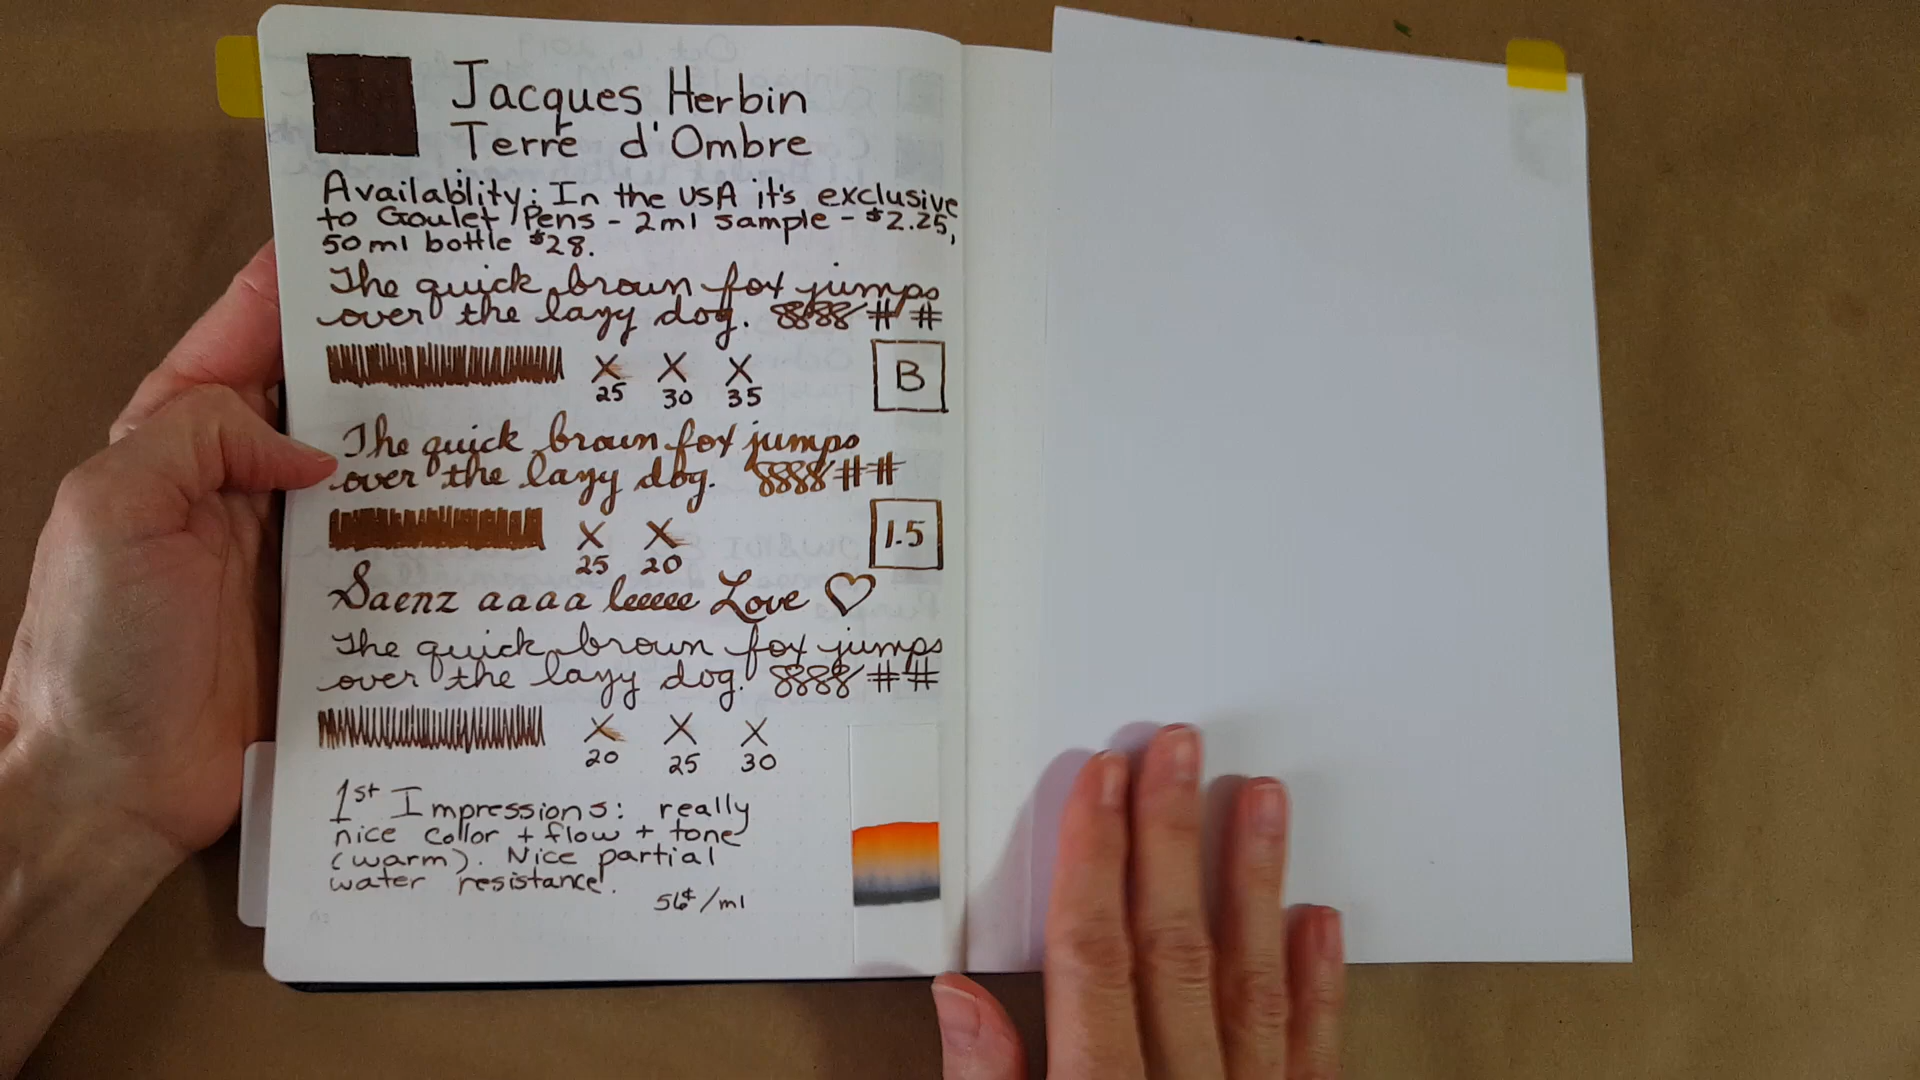 Jacques Herbin
Terre d'Ombre
Availability: In the USA it's exclusive
to Goulet Pens - 2ml sample - $2.25,
50ml bottle $28.
The quick brown fox jumps
over the lazy dog. 8888 # #
X X X
25 30 35
B
The quick brown fox jumps
over the lazy dog. 8888 # #
X X
25 20
1.5
Saenz aaaa leeeee Love ♡
The quick brown fox jumps
over the lazy dog. 8888 # #
X X X
20 25 30
1st Impressions: really
nice color + flow + tone
(warm). Nice partial
water resistance.
56¢/ml